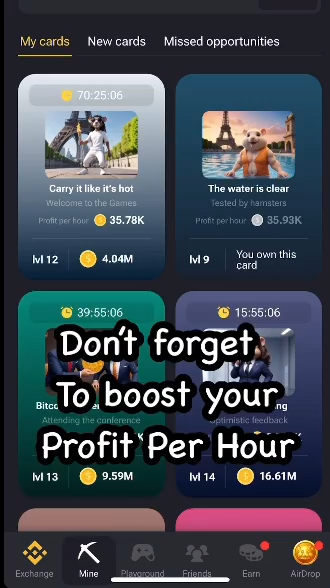 My cards New cards Missed opportunities
70:25:06
Carry it like it's hot
Welcome to the Games
Profit per hour 35.78K
lvl 12 4.04M
The water is clear
Tested by hamsters
Profit per hour 35.93K
lvl 9 You own this
card
39:55:06
Attending the conference
lvl 13 9.59M
15:55:06
Optimistic feedback
lvl 14 16.61M
Don't forget
To boost your
Profit Per Hour
Exchange Mine Playground Friends Earn AirDrop